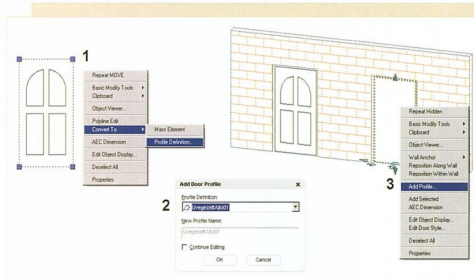 1
Repeat MOVE
Basic Modify Tools
Clipboard
Object Viewer...
Polyline Edit
Convert To
AEC Dimension
Edit Object Display...
Deselect All
Properties
Mass Element
Profile Definition...
2
Add Door Profile x
Profile Definition:
UvegezettAjto01
New Profile Name:
UvegezettAjto01
Continue Editing
OK Cancel
Repeat Hidden
Basic Modify Tools
Clipboard
Object Viewer...
Wall Anchor
Reposition Along Wall
Reposition Within Wall
3
Add Profile...
Add Selected
AEC Dimension
Edit Object Display...
Edit Door Style...
Deselect All
Properties